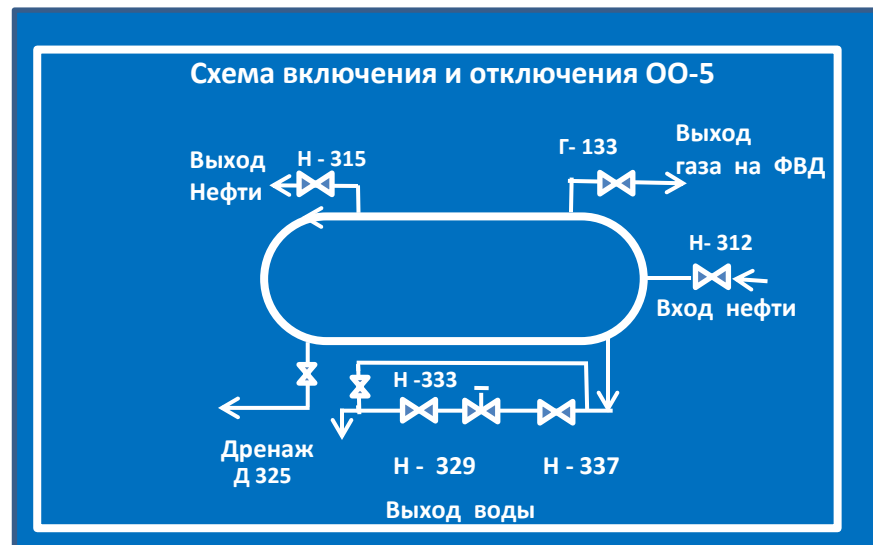 Схема включения и отключения ОО-5
Выход
Нефти
Н - 315
Г- 133
Выход
газа на ФВД
Н- 312
Вход нефти
Н -333
Дренаж
Д 325
Н - 329
Н - 337
Выход воды